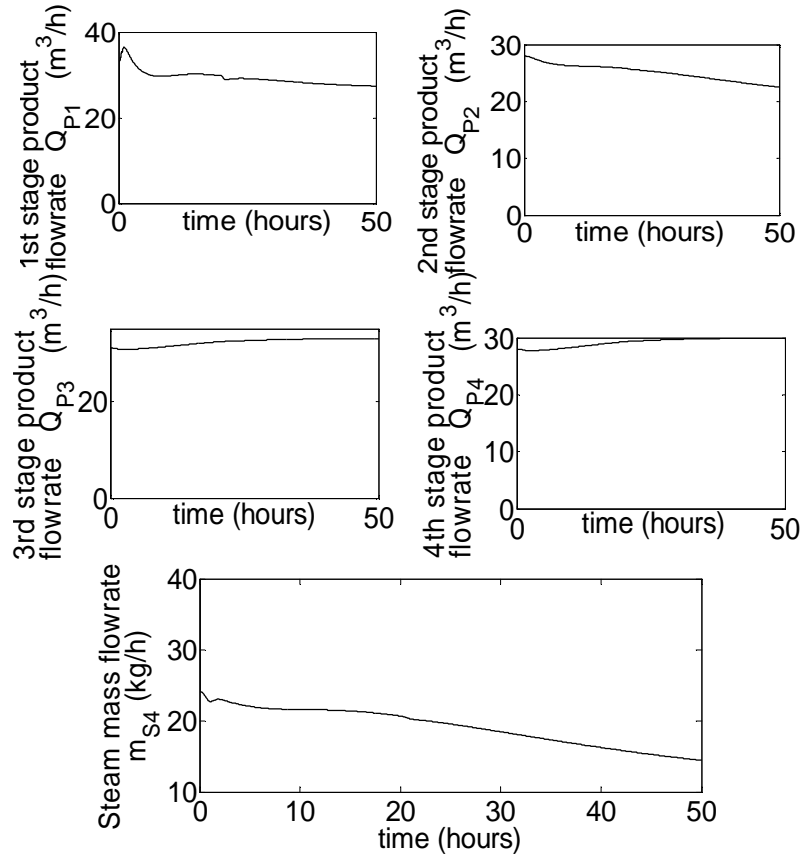 1st stage product
flowrate Q_P1 (m^3/h)
40
20
0
0
50
time (hours)
2nd stage product
flowrate Q_P2 (m^3/h)
30
20
10
0
0
50
time (hours)
3rd stage product
flowrate Q_P3 (m^3/h)
20
0
0
50
time (hours)
4th stage product
flowrate Q_P4 (m^3/h)
30
20
10
0
0
50
time (hours)
Steam mass flowrate
m_S4 (kg/h)
40
30
20
10
0
10
20
30
40
50
time (hours)